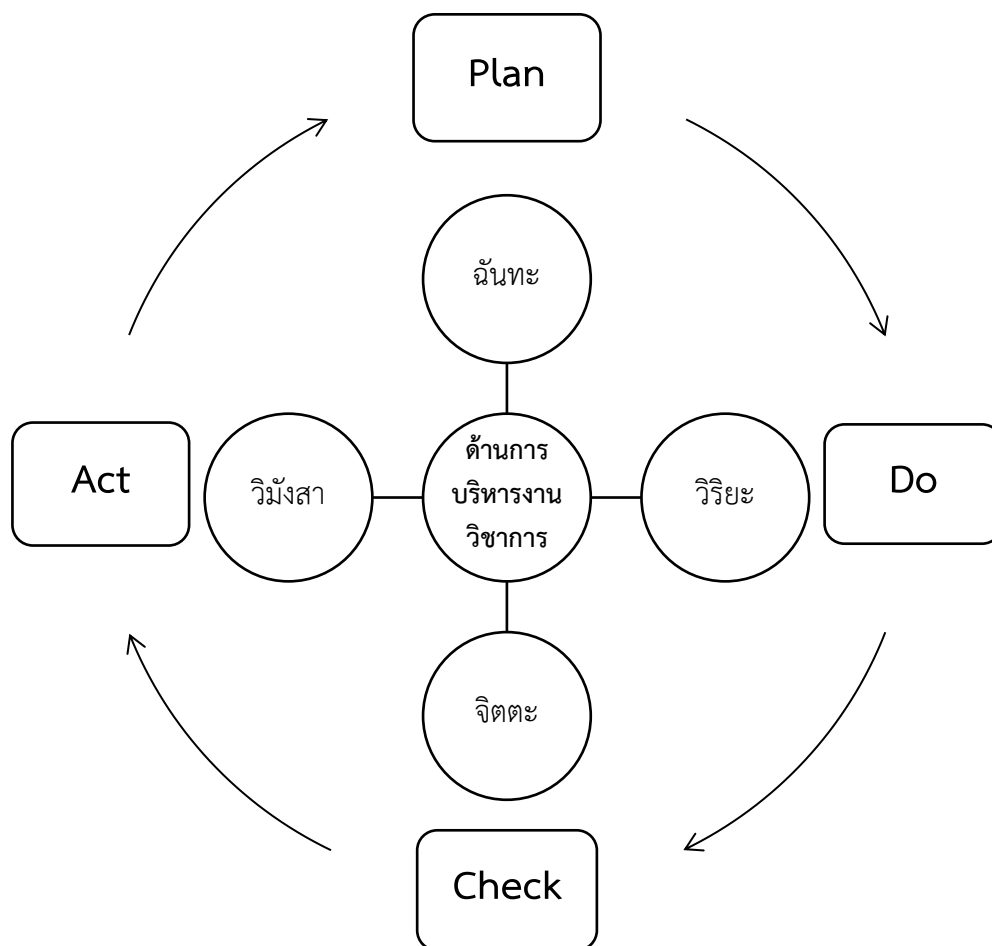 Plan
ฉันทะ
Act
วิมังสา
ด้านการ
บริหารงาน
วิชาการ
วิริยะ
Do
จิตตะ
Check